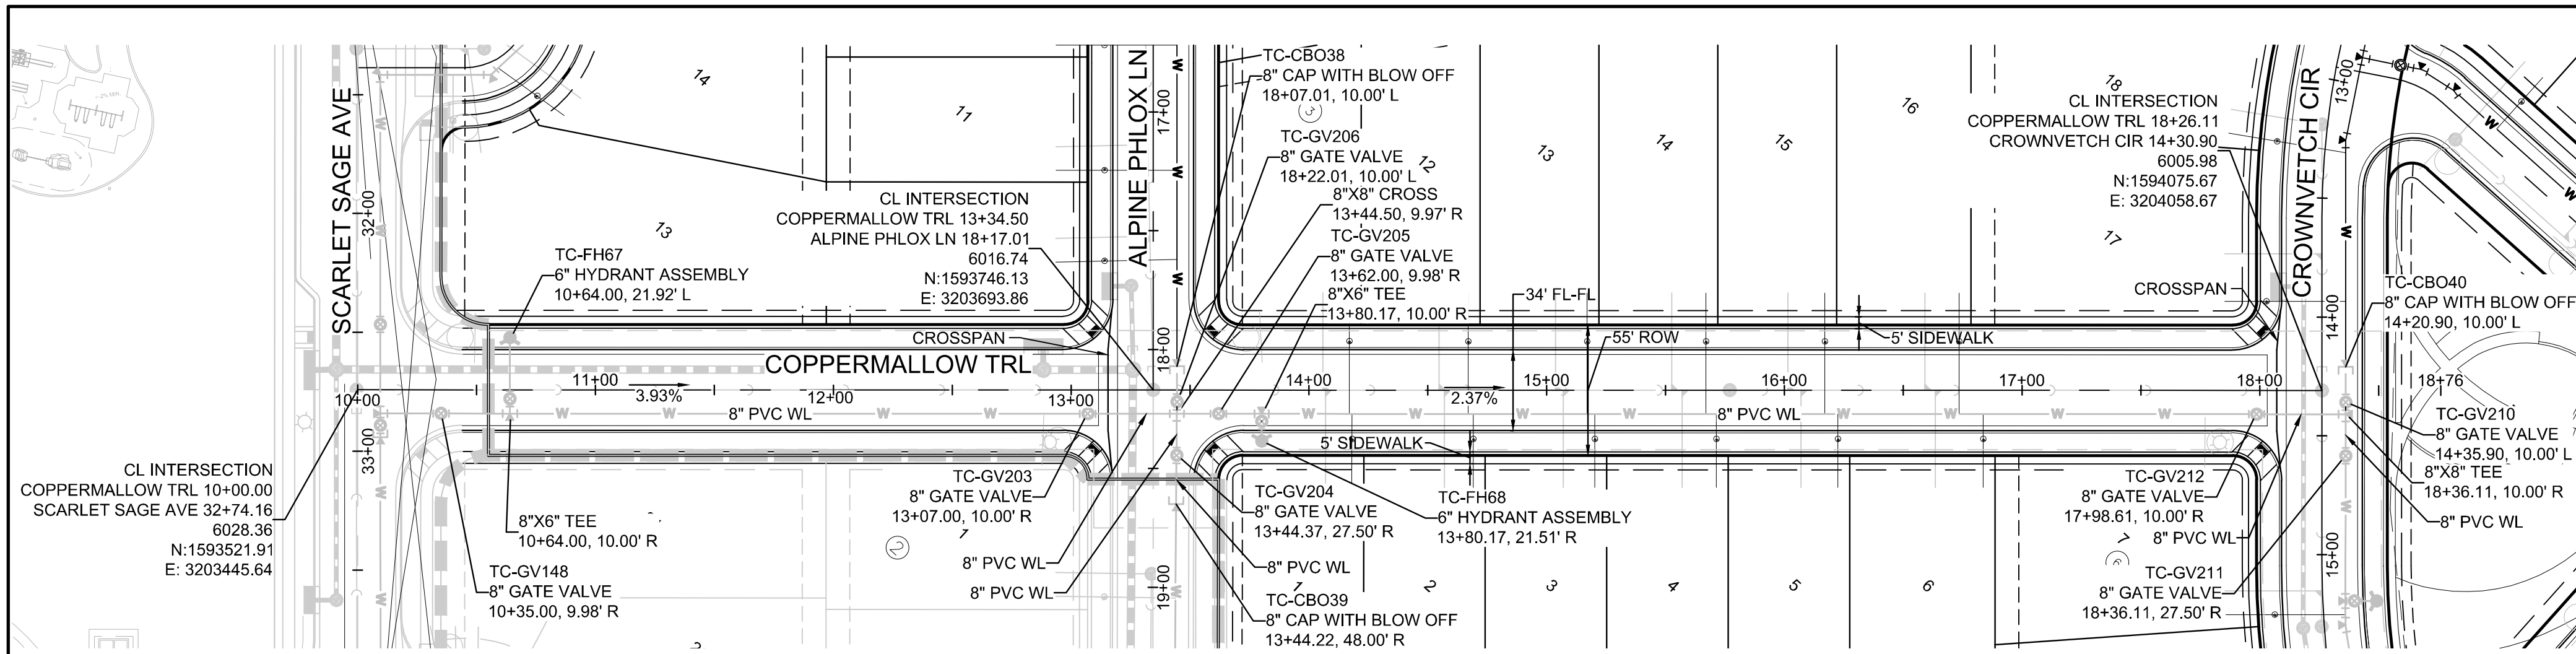 SCARLET SAGE AVE
32+00
33+00
CL INTERSECTION
COPPERMALLOW TRL 10+00.00
SCARLET SAGE AVE 32+74.16
6028.36
N:1593521.91
E: 3203445.64
14
11
13
TC-FH67
6" HYDRANT ASSEMBLY
10+64.00, 21.92' L
CL INTERSECTION
COPPERMALLOW TRL 13+34.50
ALPINE PHLOX LN 18+17.01
6016.74
N:1593746.13
E: 3203693.86
CROSSPAN
COPPERMALLOW TRL
10+00
11+00
3.93%
12+00
13+00
8" PVC WL
W
W
W
W
W
8"X6" TEE
10+64.00, 10.00' R
TC-GV148
8" GATE VALVE
10+35.00, 9.98' R
TC-GV203
8" GATE VALVE
13+07.00, 10.00' R
2
1
8" PVC WL
8" PVC WL
ALPINE PHLOX LN
17+00
18+00
19+00
W
W
W
TC-CBO38
8" CAP WITH BLOW OFF
18+07.01, 10.00' L
3
TC-GV206
8" GATE VALVE
18+22.01, 10.00' L
8"X8" CROSS
13+44.50, 9.97' R
TC-GV205
8" GATE VALVE
13+62.00, 9.98' R
8"X6" TEE
13+80.17, 10.00' R
12
13
14
15
16
17
18
34' FL-FL
55' ROW
5' SIDEWALK
14+00
15+00
16+00
17+00
18+00
18+76
2.37%
8" PVC WL
W
W
W
W
W
W
5' SIDEWALK
TC-GV204
8" GATE VALVE
13+44.37, 27.50' R
8" PVC WL
TC-CBO39
8" CAP WITH BLOW OFF
13+44.22, 48.00' R
TC-FH68
6" HYDRANT ASSEMBLY
13+80.17, 21.51' R
1
2
3
4
5
6
7
CL INTERSECTION
COPPERMALLOW TRL 18+26.11
CROWNVETCH CIR 14+30.90
6005.98
N:1594075.67
E: 3204058.67
CROSSPAN
CROWNVETCH CIR
13+00
14+00
15+00
W
W
W
W
TC-CBO40
8" CAP WITH BLOW OFF
14+20.90, 10.00' L
TC-GV210
8" GATE VALVE
14+35.90, 10.00' L
8"X8" TEE
18+36.11, 10.00' R
8" PVC WL
TC-GV212
8" GATE VALVE
17+98.61, 10.00' R
8" PVC WL
TC-GV211
8" GATE VALVE
18+36.11, 27.50' R